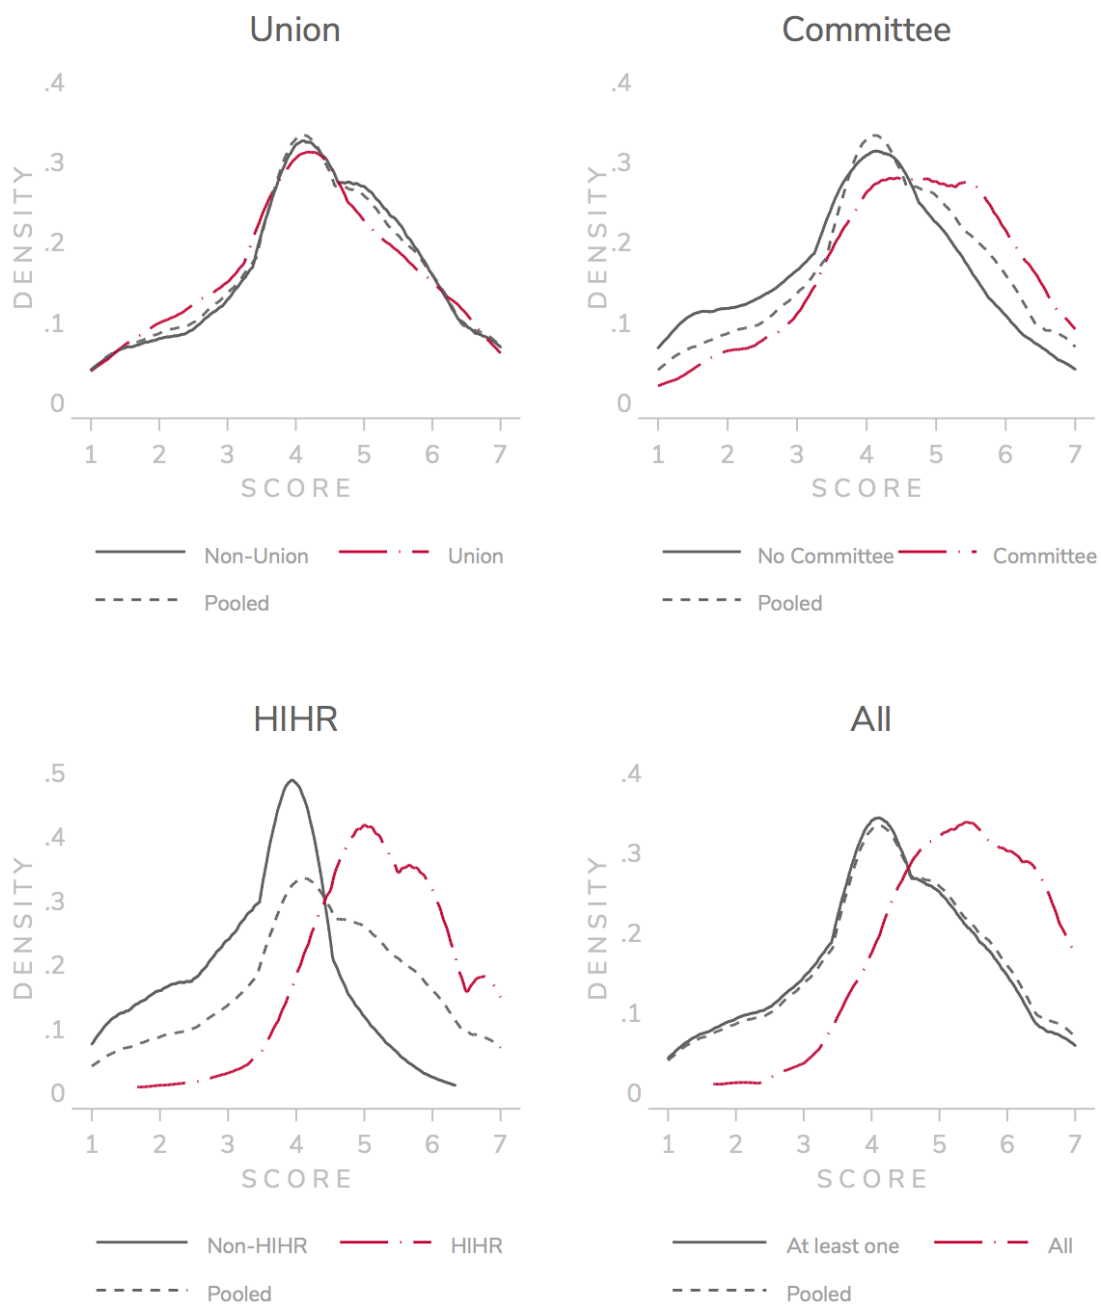 Union
.4
.3
.2
.1
0
DENSITY
1 2 3 4 5 6 7
SCORE
Non-Union Union
Pooled
Committee
.4
.3
.2
.1
0
DENSITY
1 2 3 4 5 6 7
SCORE
No Committee Committee
Pooled
HIHR
.5
.4
.3
.2
.1
0
DENSITY
1 2 3 4 5 6 7
SCORE
Non-HIHR HIHR
Pooled
All
.4
.3
.2
.1
0
DENSITY
1 2 3 4 5 6 7
SCORE
At least one All
Pooled